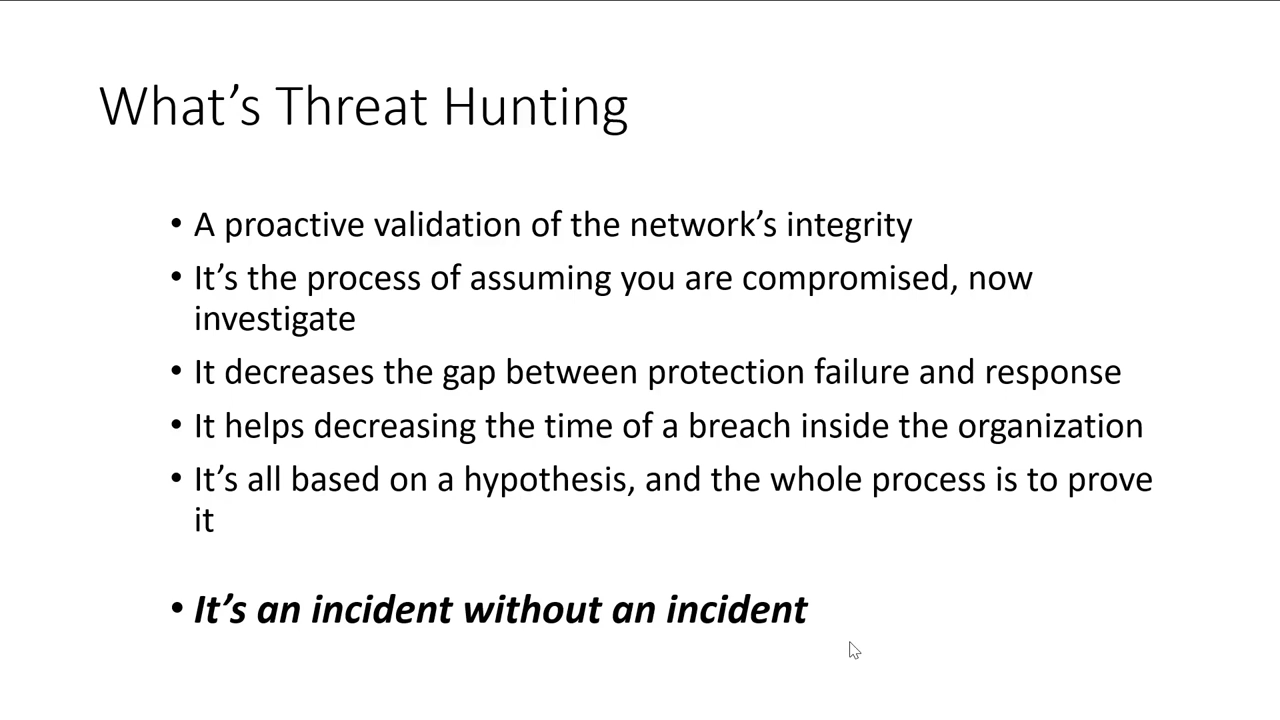 What’s Threat Hunting
• A proactive validation of the network’s integrity
• It’s the process of assuming you are compromised, now
investigate
• It decreases the gap between protection failure and response
• It helps decreasing the time of a breach inside the organization
• It’s all based on a hypothesis, and the whole process is to prove
it
• It’s an incident without an incident